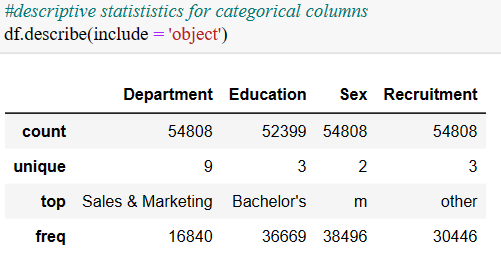 #descriptive statististics for categorical columns
df.describe(include = 'object')
Department Education Sex Recruitment
count 54808 52399 54808 54808
unique 9 3 2 3
top Sales & Marketing Bachelor's m other
freq 16840 36669 38496 30446